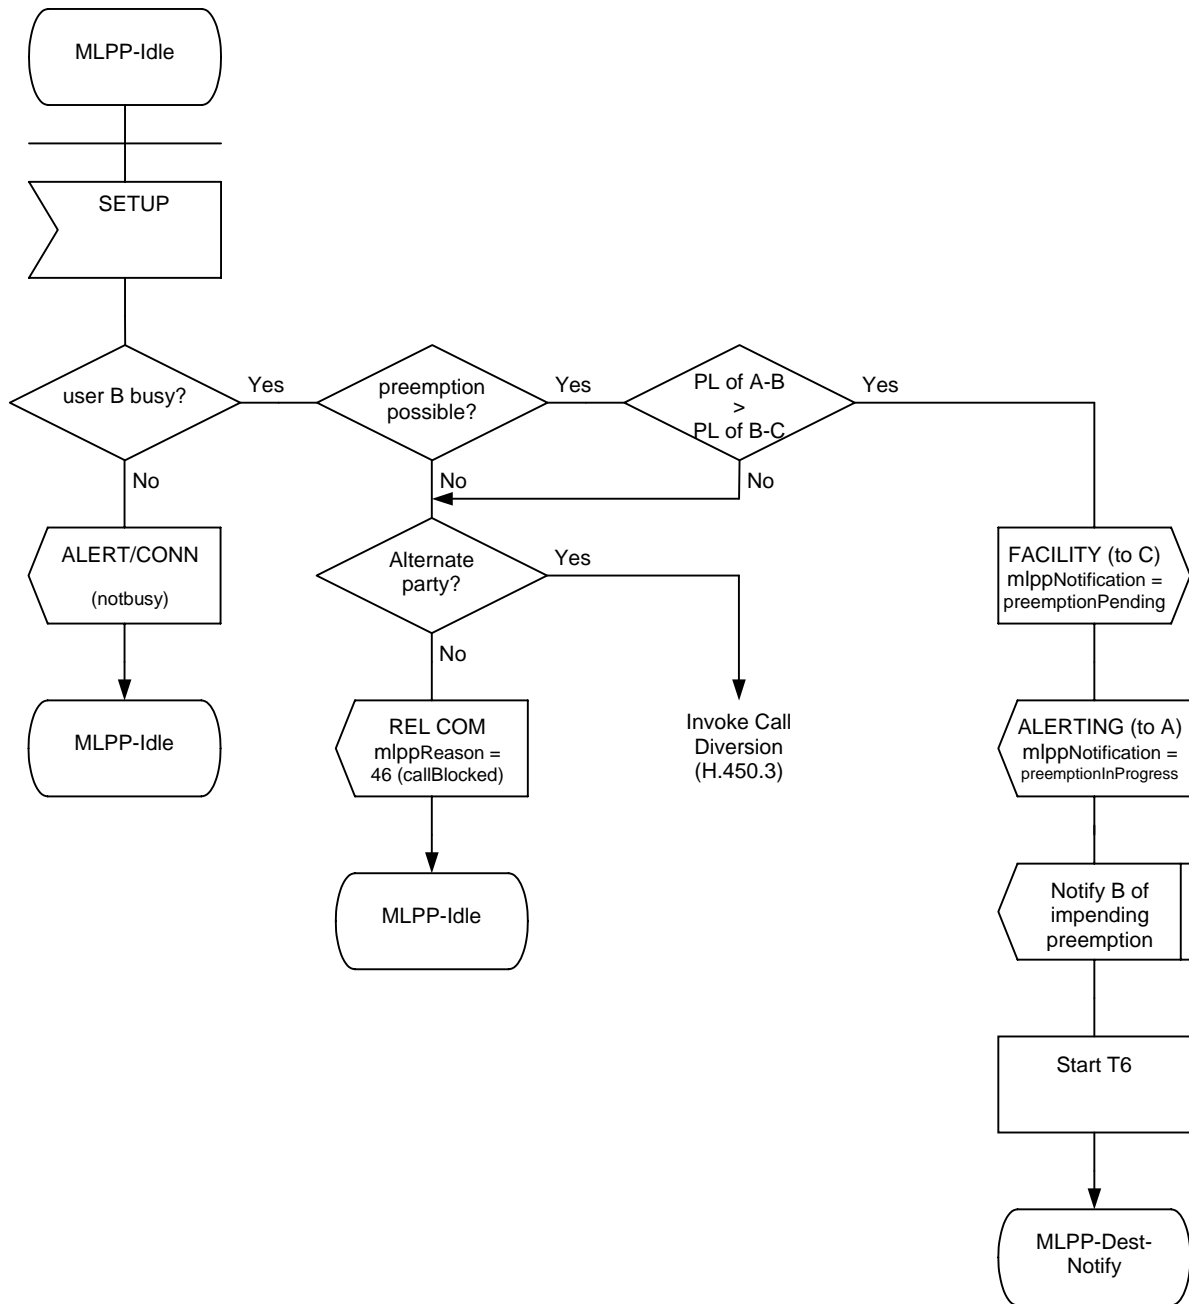 MLPP-Idle
SETUP
user B busy?
Yes
preemption
possible?
Yes
PL of A-B
>
PL of B-C
Yes
No
No
No
ALERT/CONN
(notbusy)
Alternate
party?
Yes
FACILITY (to C)
mlppNotification =
preemptionPending
No
MLPP-Idle
REL COM
mlppReason =
46 (callBlocked)
Invoke Call
Diversion
(H.450.3)
ALERTING (to A)
mlppNotification =
preemptionInProgress
MLPP-Idle
Notify B of
impending
preemption
Start T6
MLPP-Dest-
Notify